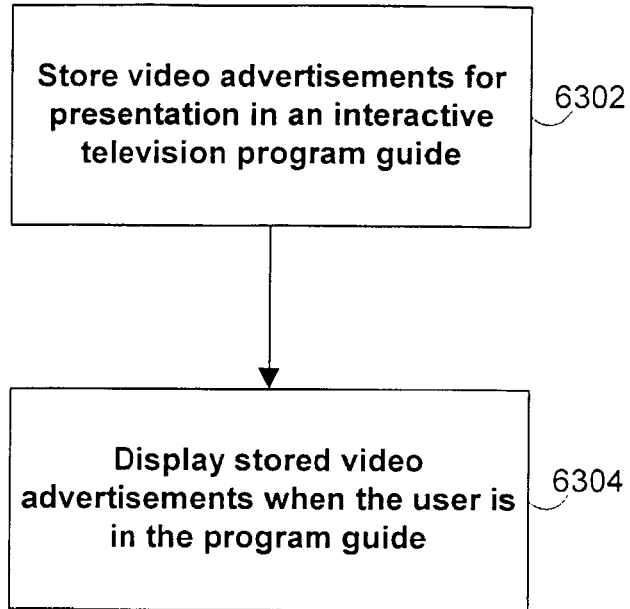 Store video advertisements for
presentation in an interactive
television program guide
6302
Display stored video
advertisements when the user is
in the program guide
6304